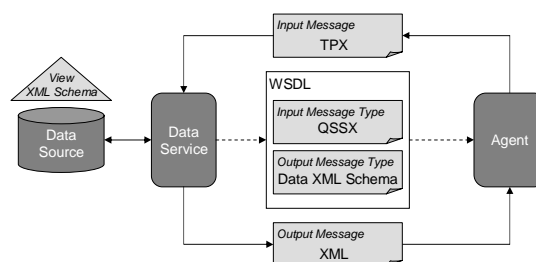 Input Message
TPX
View
XML Schema
Data
Source
Data
Service
WSDL
Input Message Type
QSSX
Output Message Type
Data XML Schema
Agent
Output Message
XML